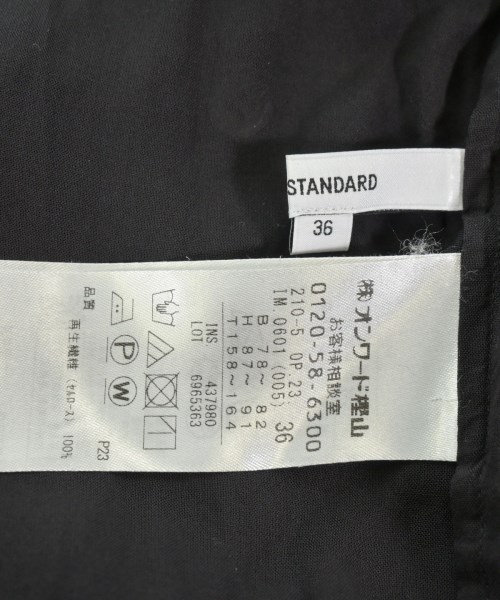 STANDARD
36
㈱オンワード樫山
お客様相談室
0120-58-6300
210-5 OP.23.
IM.0601 (005) 36
B 78～ 82
H 87～ 91
T158～164
INS 437980
LOT 6965363
P W
品質 再生繊維 (セルロース) 100%
P23